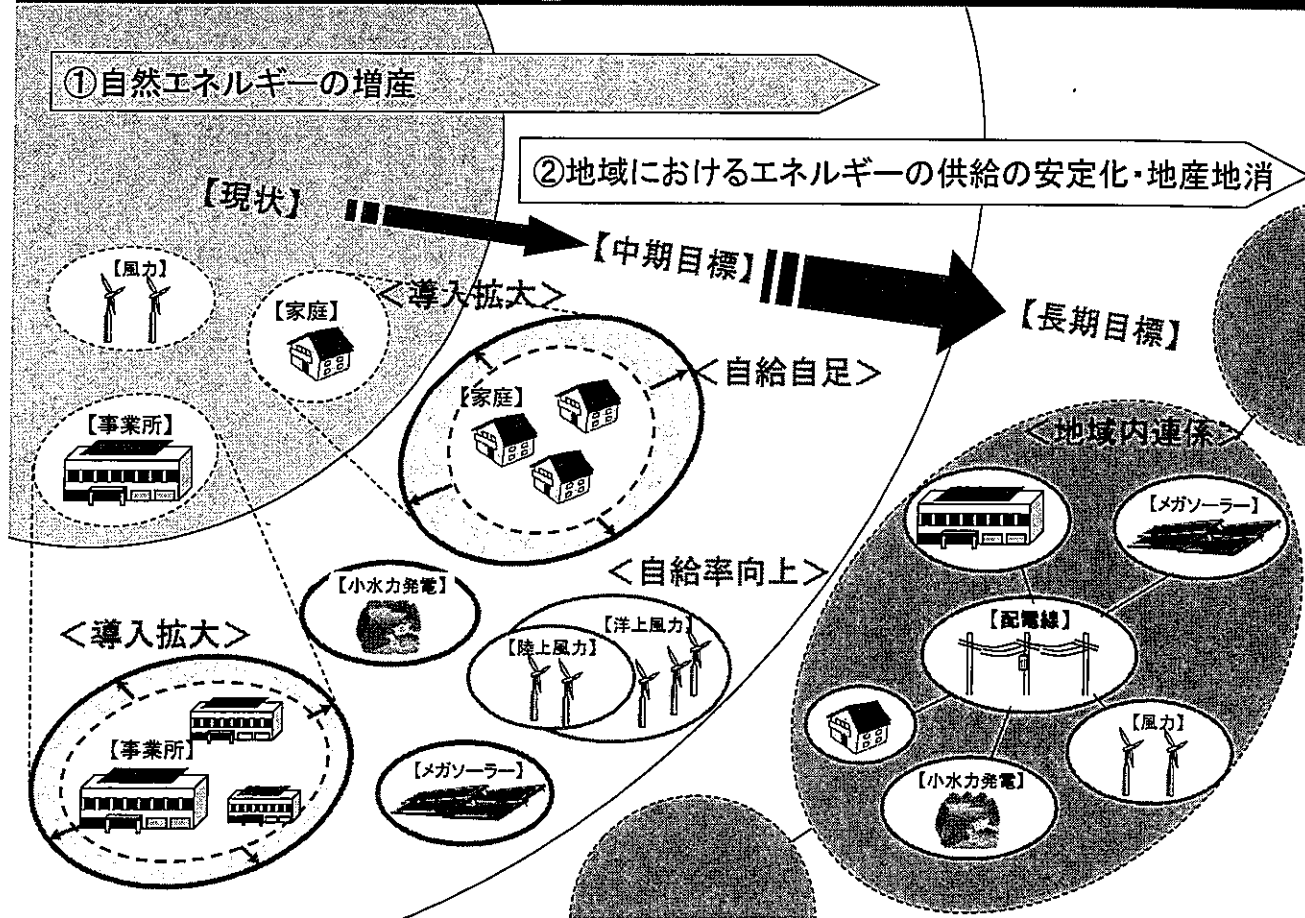 ①自然エネルギーの増産
②地域におけるエネルギーの供給の安定化・地産地消
【現状】
【中期目標】
【長期目標】
【風力】
【家庭】
＜導入拡大＞
【事業所】
【家庭】
＜自給自足＞
＜地域内連係＞
【メガソーラー】
【小水力発電】
＜自給率向上＞
【洋上風力】
【陸上風力】
【配電線】
＜導入拡大＞
【事業所】
【メガソーラー】
【風力】
【小水力発電】